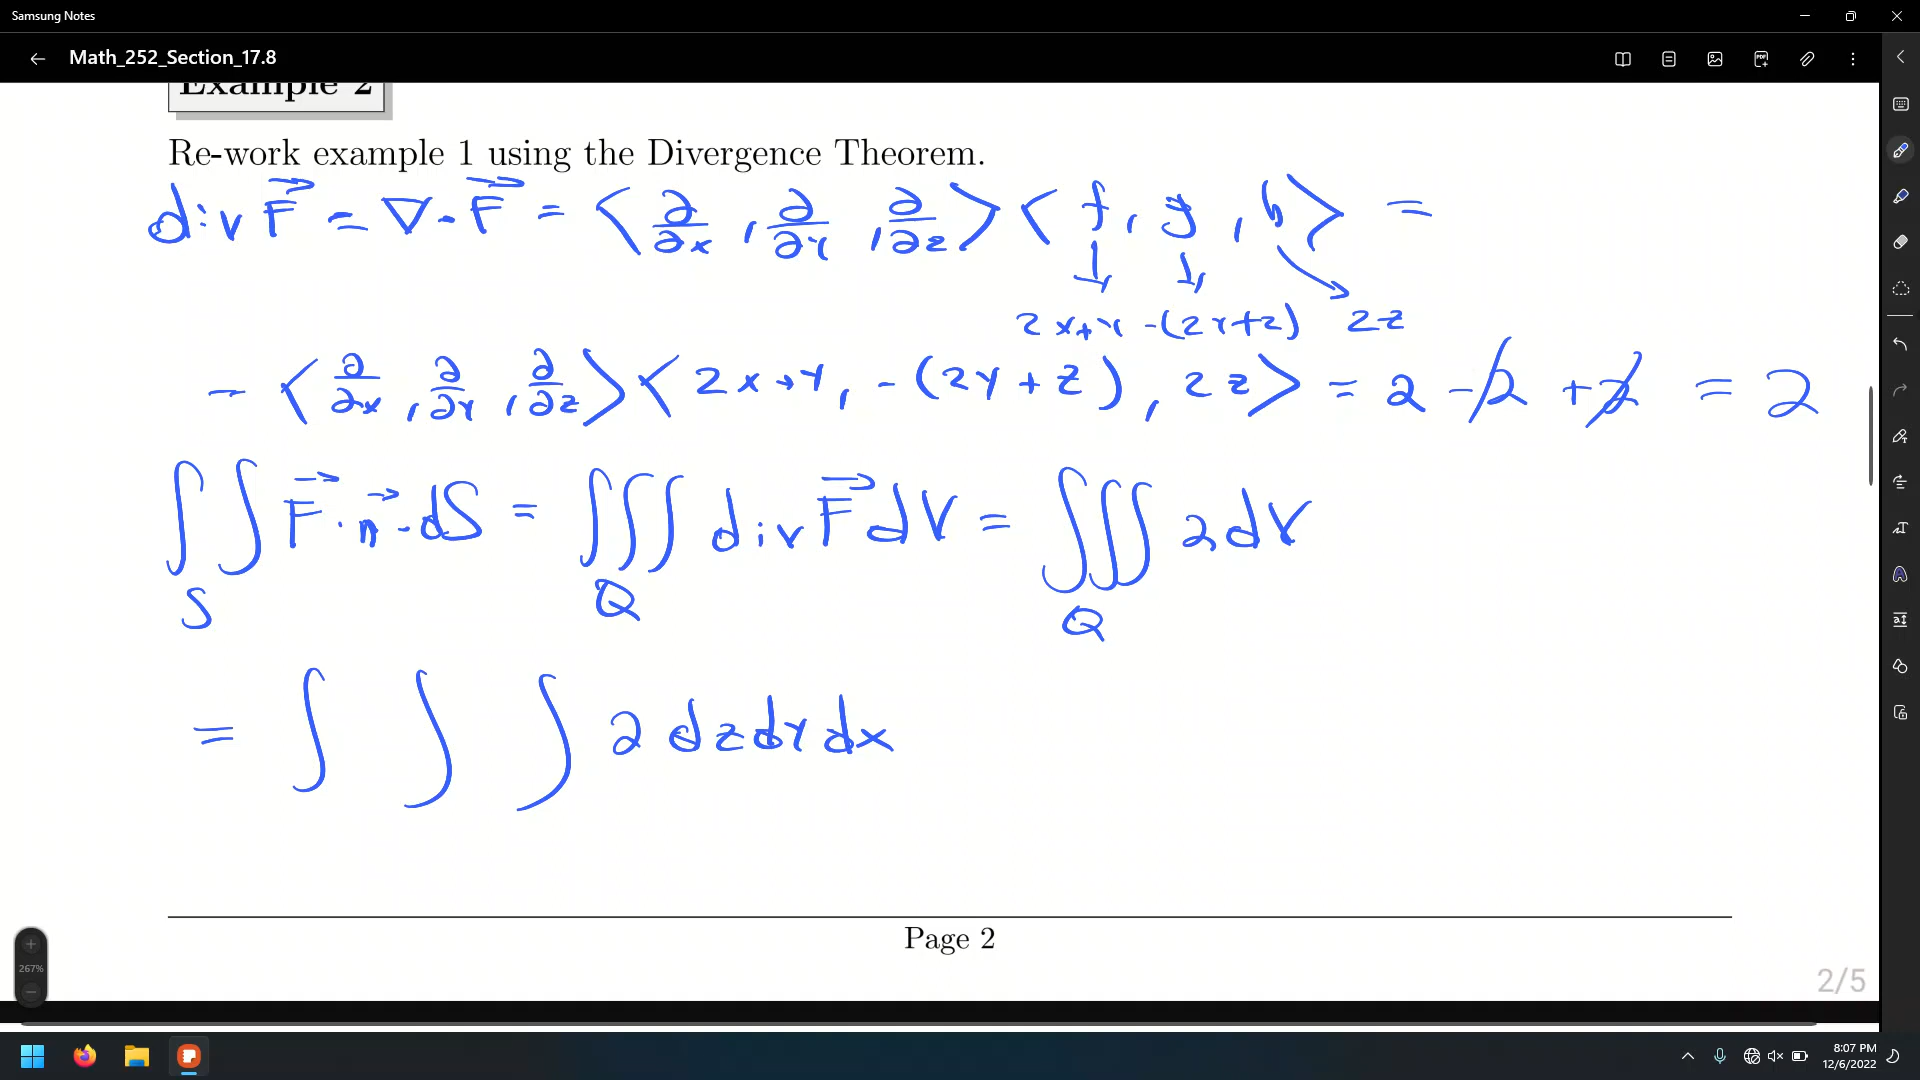 Samsung Notes
Math_252_Section_17.8
Example 2
Re-work example 1 using the Divergence Theorem.
div F⃗ = ∇ · F⃗ = < ∂/∂x , ∂/∂y , ∂/∂z > < f, g, h > =
2x+y -(2y+z) 2z
- < ∂/∂x , ∂/∂y , ∂/∂z > < 2x+y, -(2y+z), 2z > = 2 - 2 + 2 = 2
∫∫ F⃗ · n⃗ · dS = ∫∫∫ div F⃗ dV = ∫∫∫ 2 dV
S Q Q
= ∫ ∫ ∫ 2 dz dy dx
Page 2
267%
2/5
8:07 PM
12/6/2022